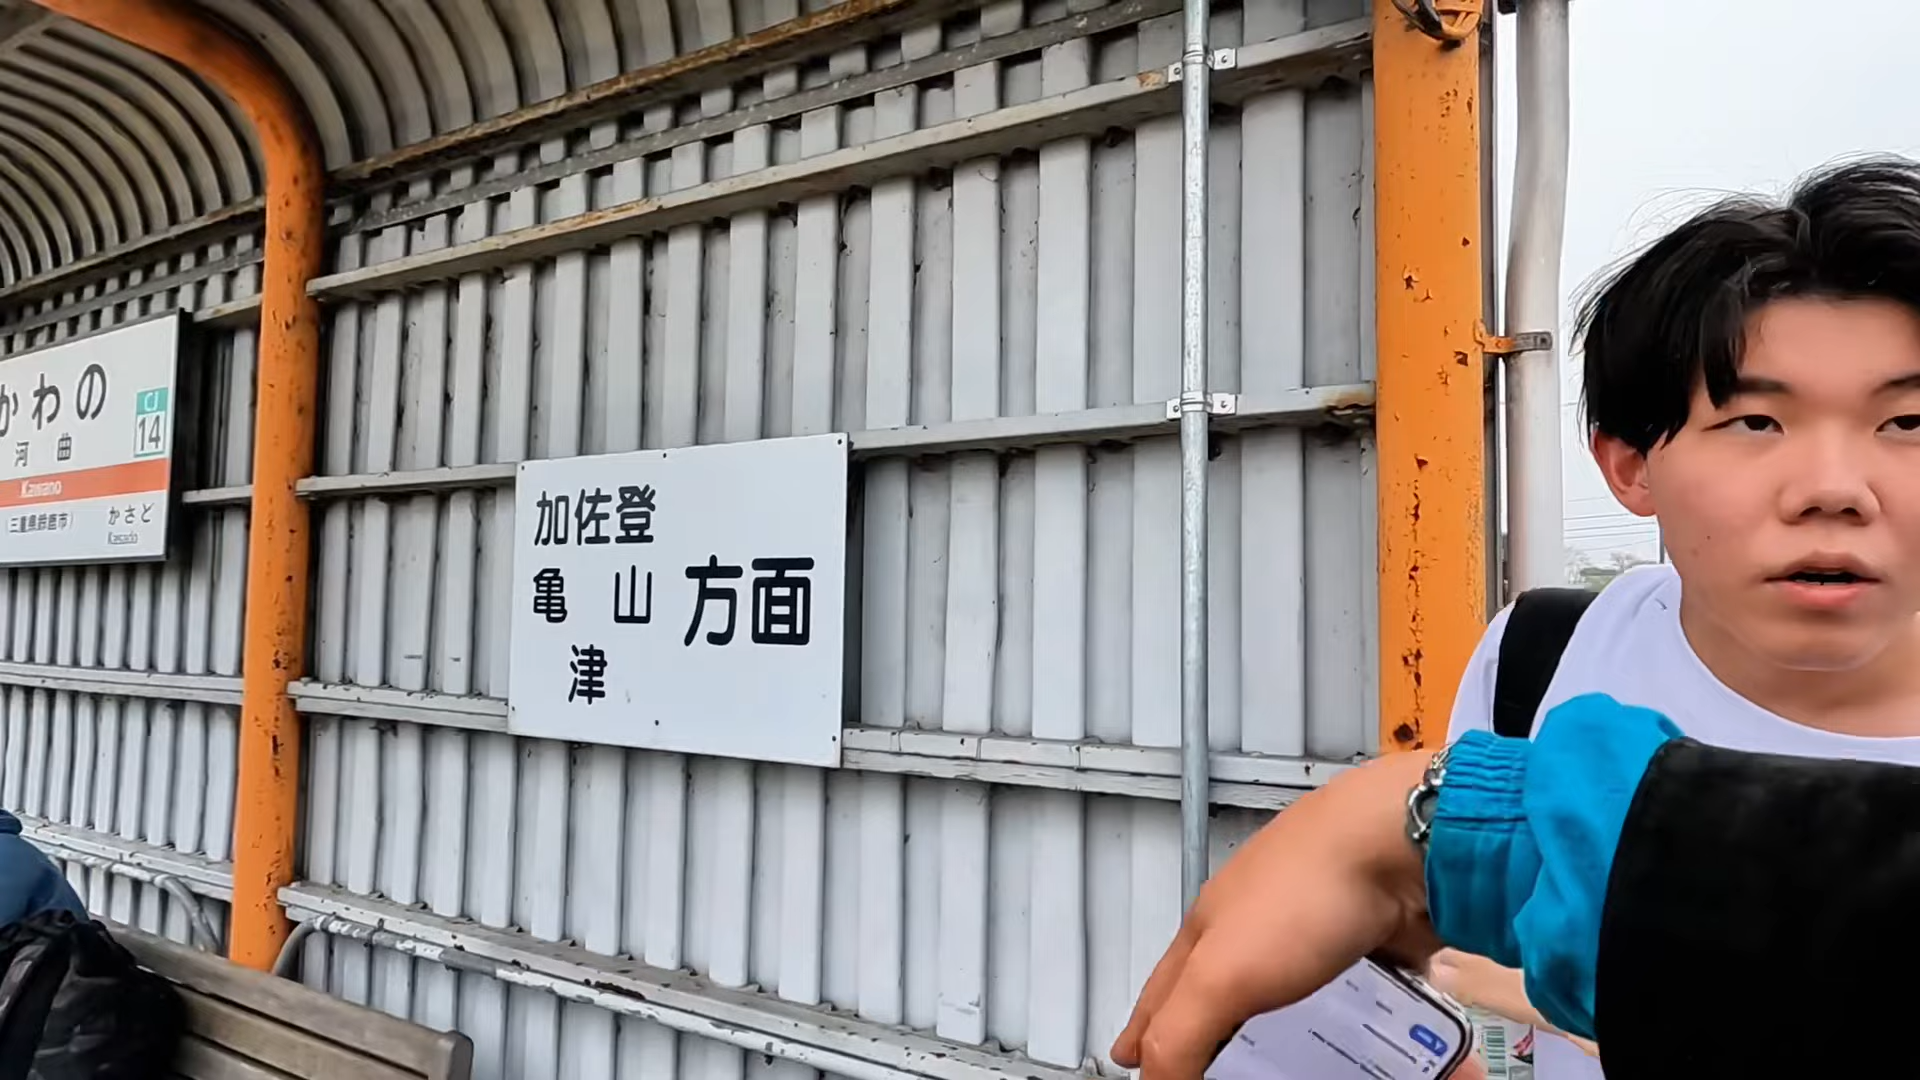 かわの
CJ
14
河曲
Kawano
(三重県鈴鹿市)
かさど
Kasado
加佐登
亀山 方面
津